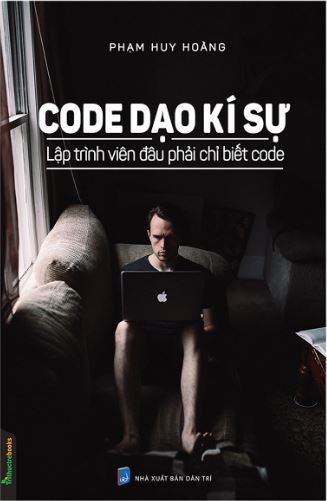 PHẠM HUY HOÀNG
CODE DẠO KÍ SỰ
Lập trình viên đâu phải chỉ biết code
NHÀ XUẤT BẢN DÂN TRÍ
Trithuctrebooks